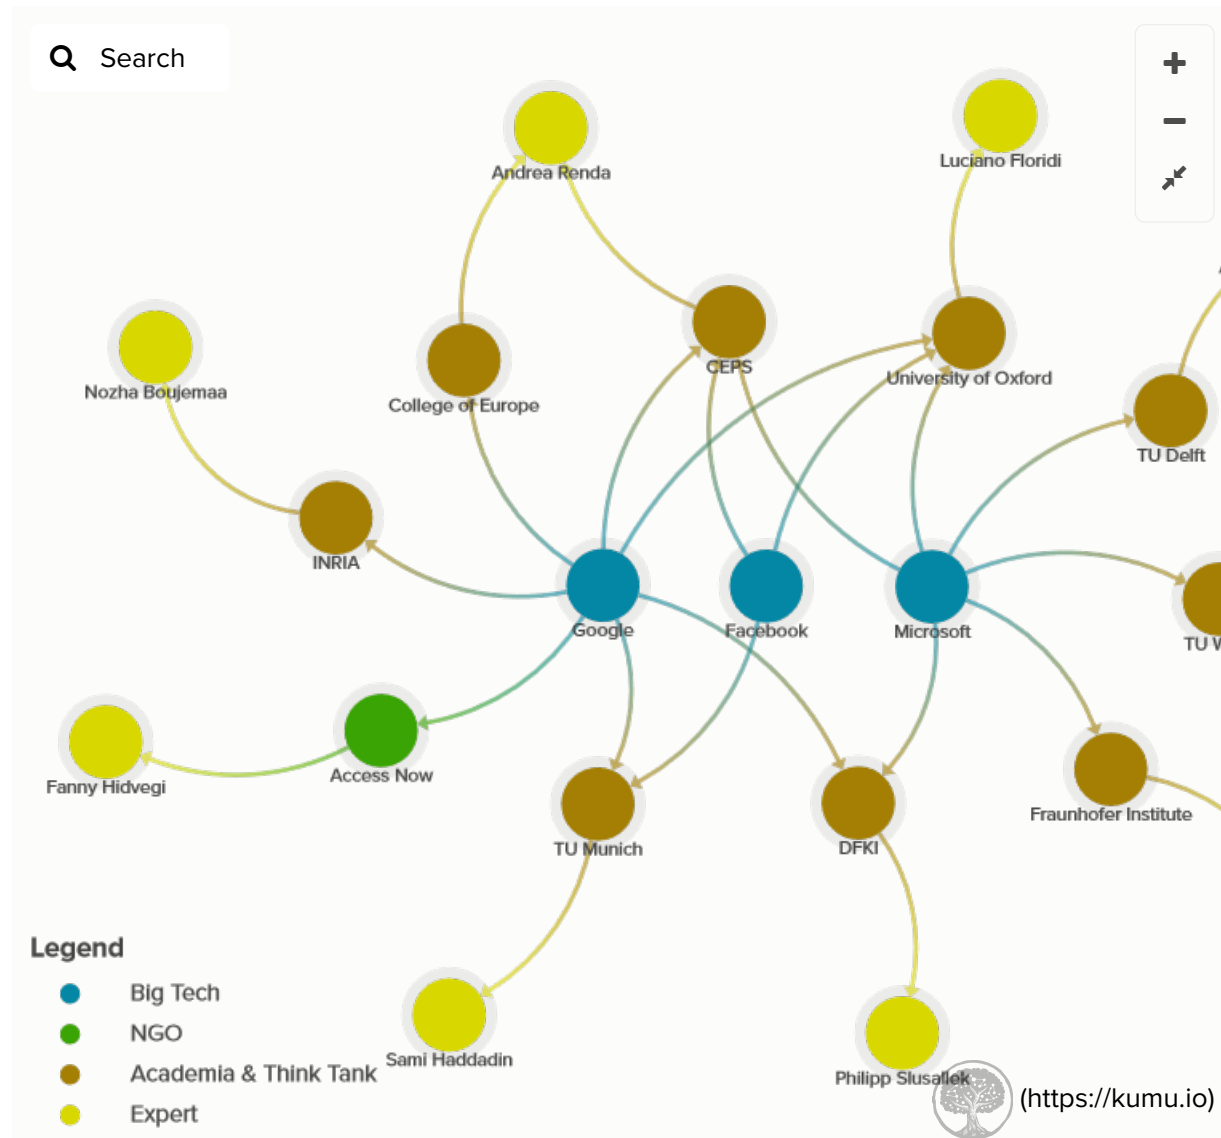 Search
Andrea Renda
Luciano Floridi
Nozha Boujemaa
College of Europe
CEPS
University of Oxford
TU Delft
INRIA
Google
Facebook
Microsoft
TU
Fanny Hidvegi
Access Now
TU Munich
DFKI
Fraunhofer Institute
Legend
Big Tech
NGO
Academia & Think Tank
Expert
Sami Haddadin
Philipp Slusallek
(https://kumu.io)